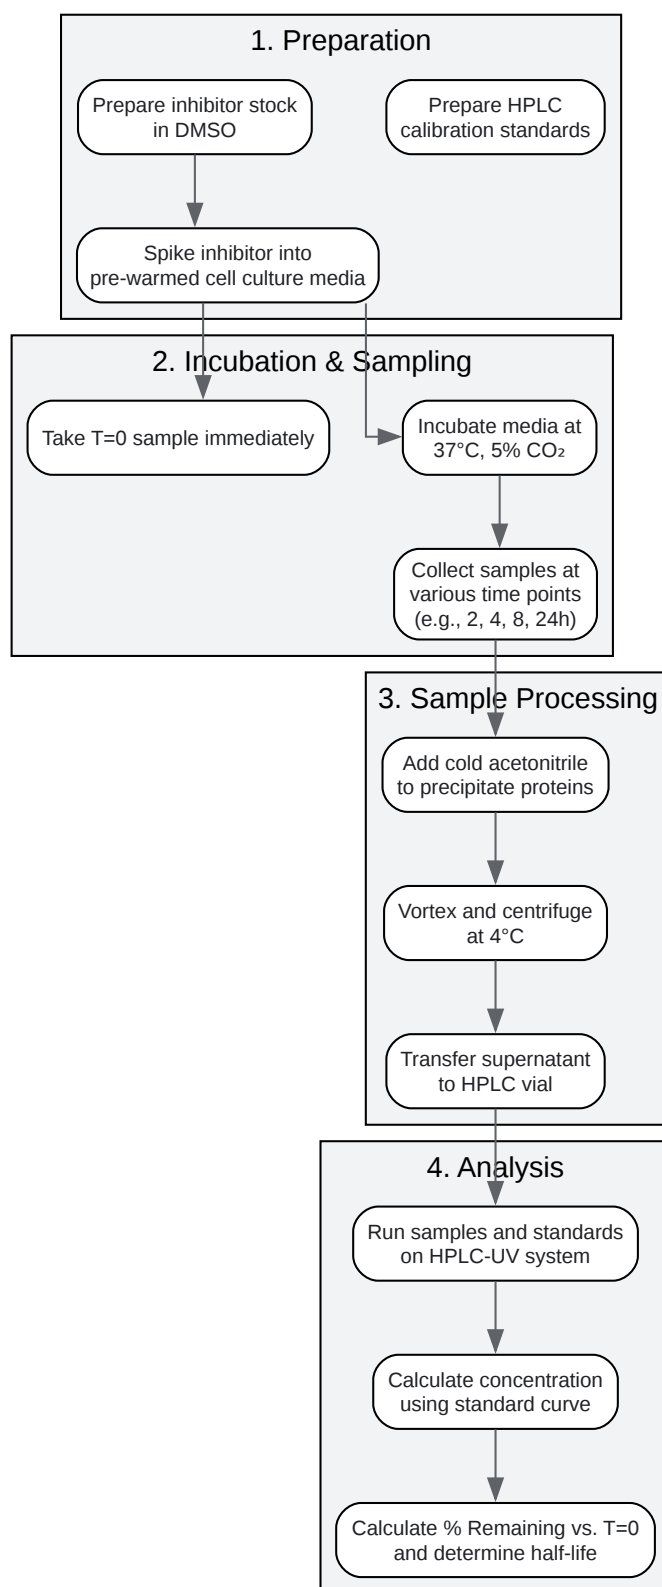 1. Preparation
Prepare inhibitor stock
in DMSO
Prepare HPLC
calibration standards
Spike inhibitor into
pre-warmed cell culture media
2. Incubation & Sampling
Take T=0 sample immediately
Incubate media at
37°C, 5% CO₂
Collect samples at
various time points
(e.g., 2, 4, 8, 24h)
3. Sample Processing
Add cold acetonitrile
to precipitate proteins
Vortex and centrifuge
at 4°C
Transfer supernatant
to HPLC vial
4. Analysis
Run samples and standards
on HPLC-UV system
Calculate concentration
using standard curve
Calculate % Remaining vs. T=0
and determine half-life